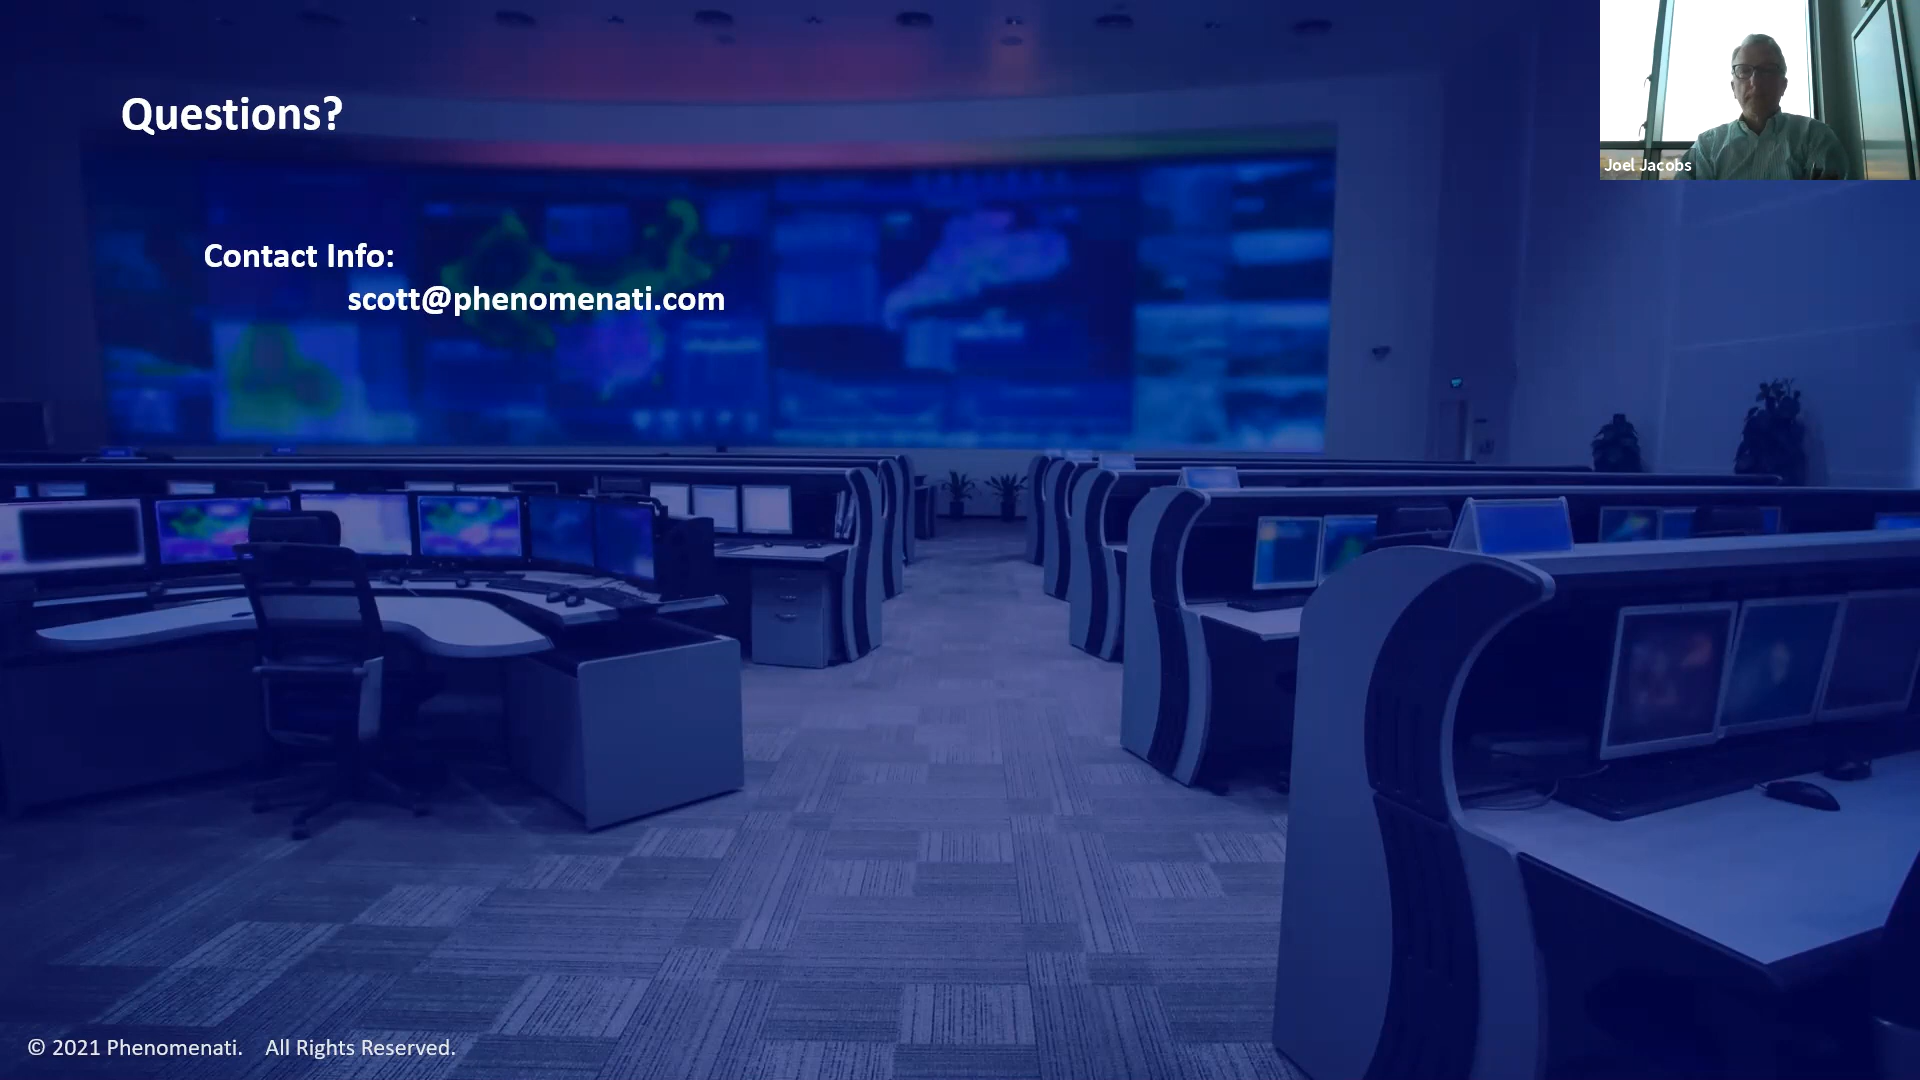 Questions?
Joel Jacobs
Contact Info:
scott@phenomenati.com
© 2021 Phenomenati. All Rights Reserved.